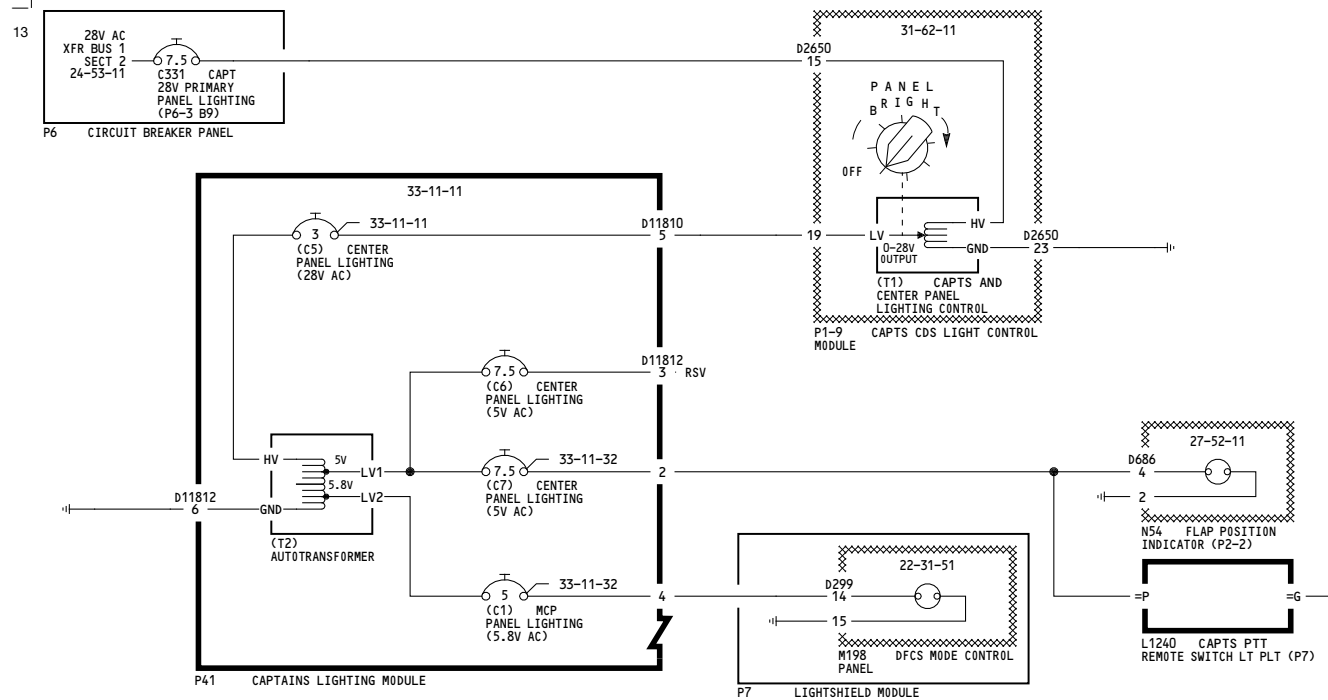 13
28V AC
XFR BUS 1
SECT 2
24-53-11
7.5
C331 CAPT
28V PRIMARY
PANEL LIGHTING
(P6-3 B9)
P6 CIRCUIT BREAKER PANEL
31-62-11
D2650
15
PANEL
BRIGHT
OFF
HV
19
LV
0-28V
OUTPUT
GND
D2650
23
(T1) CAPTS AND
CENTER PANEL
LIGHTING CONTROL
P1-9 CAPTS CDS LIGHT CONTROL
MODULE
33-11-11
3
33-11-11
(C5) CENTER
PANEL LIGHTING
(28V AC)
D11810
5
7.5
(C6) CENTER
PANEL LIGHTING
(5V AC)
D11812
3 RSV
HV
5V
LV1
5.8V
LV2
GND
D11812
6
(T2)
AUTOTRANSFORMER
7.5
33-11-32
(C7) CENTER
PANEL LIGHTING
(5V AC)
2
5
33-11-32
(C1) MCP
PANEL LIGHTING
(5.8V AC)
4
P41 CAPTAINS LIGHTING MODULE
22-31-51
D299
14
15
M198 DFCS MODE CONTROL
PANEL
P7 LIGHTSHIELD MODULE
27-52-11
D686
4
2
N54 FLAP POSITION
INDICATOR (P2-2)
=P
=G
L1240 CAPTS PTT
REMOTE SWITCH LT PLT (P7)